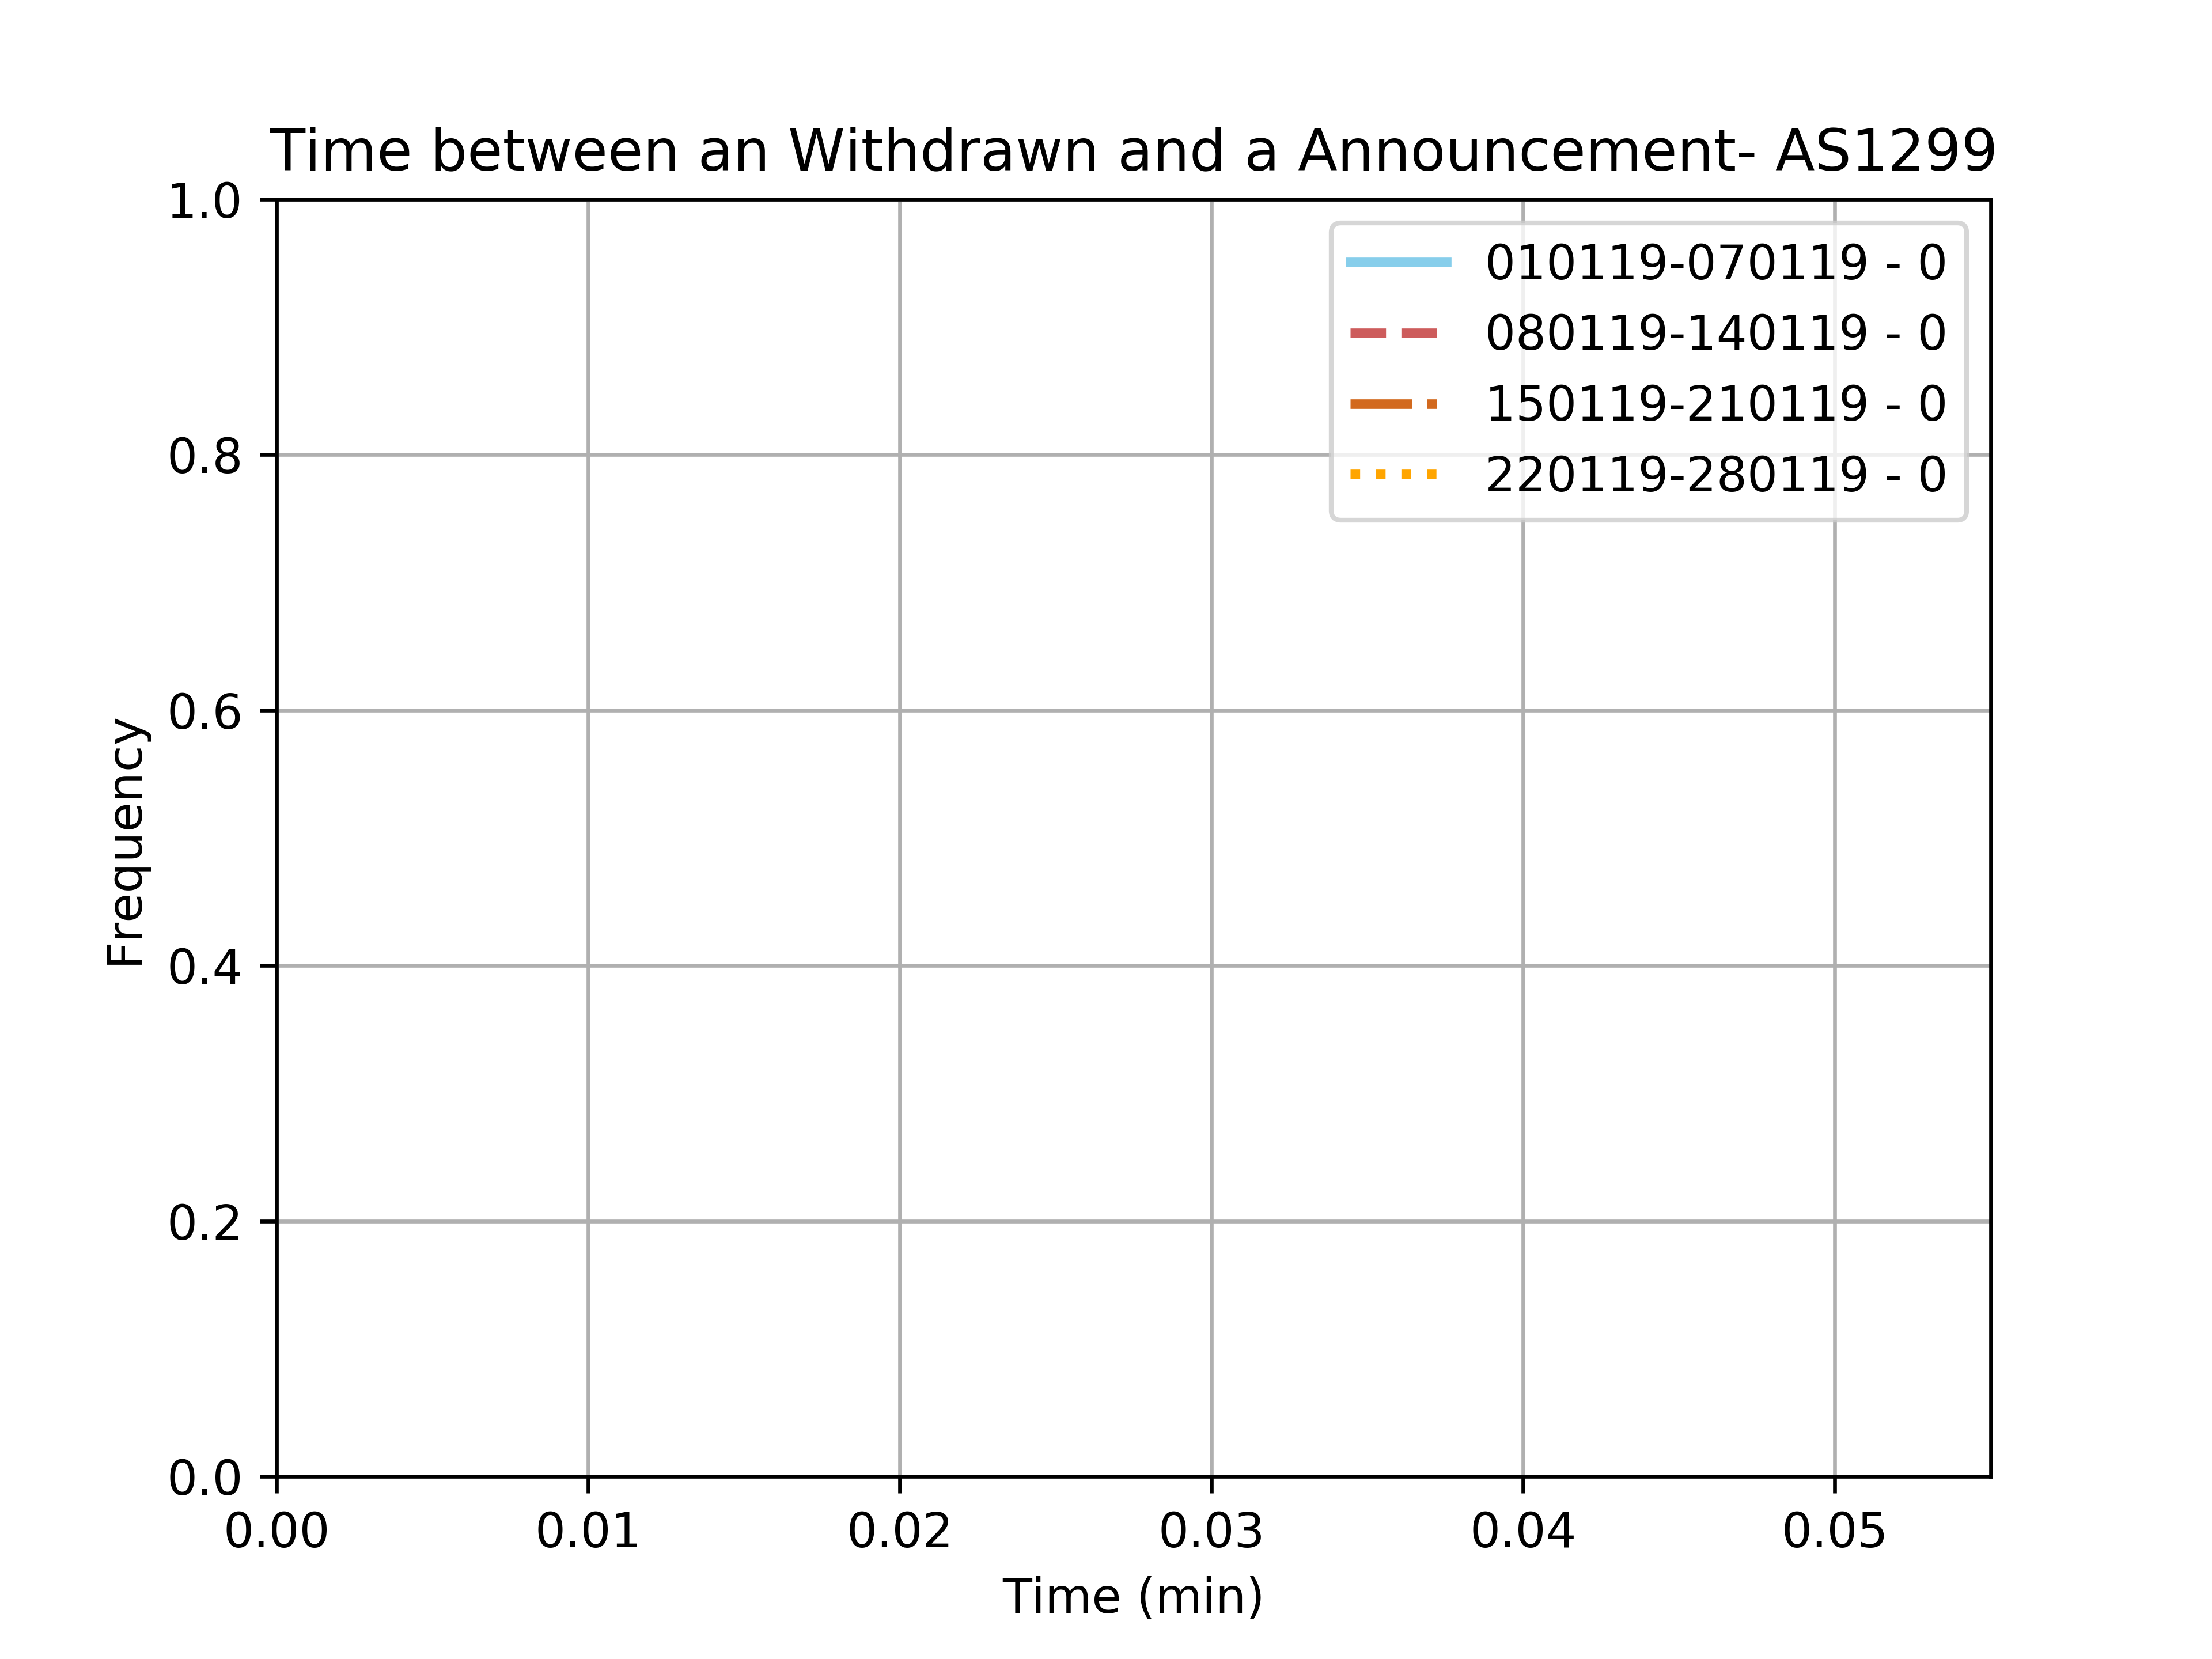 Time between an Withdrawn and a Announcement- AS1299
1.0
0.8
0.6
0.4
0.2
0.0
Frequency
010119-070119 - 0
080119-140119 - 0
150119-210119 - 0
220119-280119 - 0
0.00 0.01 0.02 0.03 0.04 0.05
Time (min)